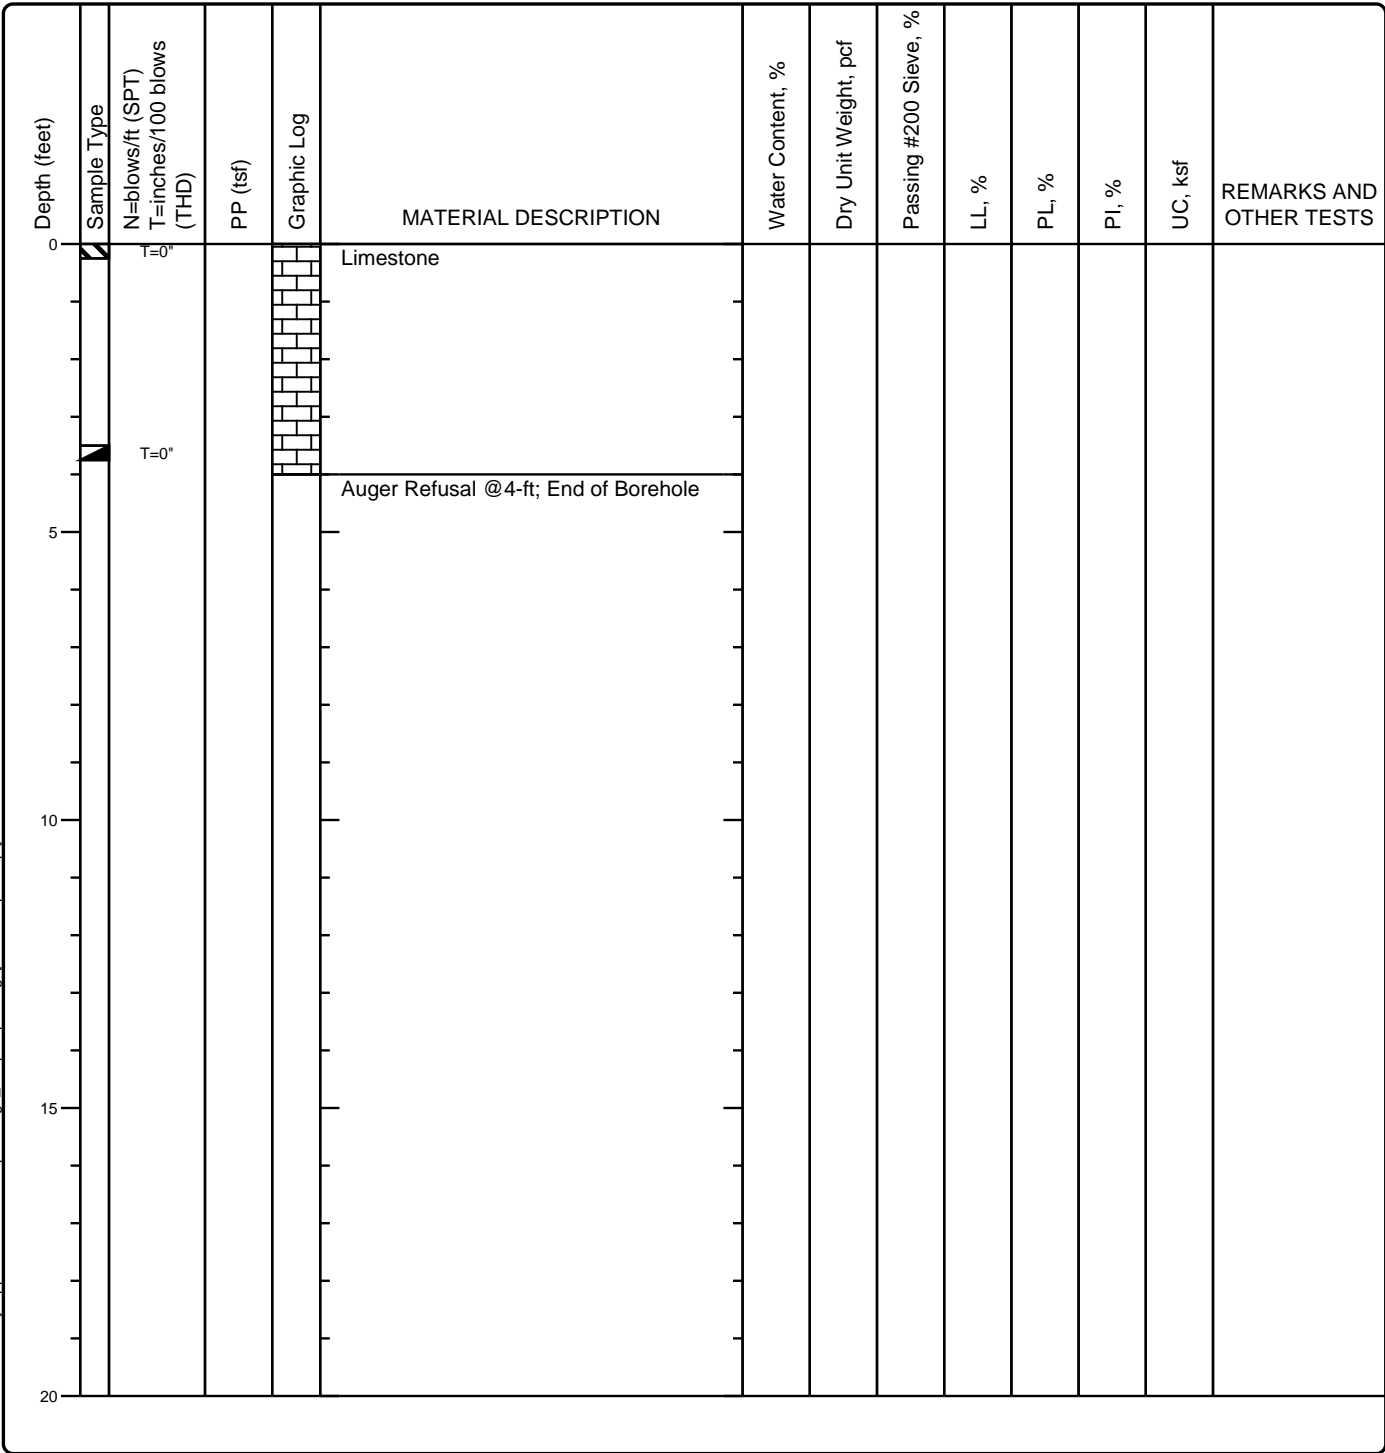 Depth (feet)
Sample Type
N=blows/ft (SPT)
T=inches/100 blows
(THD)
PP (tsf)
Graphic Log
MATERIAL DESCRIPTION
Water Content, %
Dry Unit Weight, pcf
Passing #200 Sieve, %
LL, %
PL, %
PI, %
UC, ksf
REMARKS AND
OTHER TESTS
0
T=0"
Limestone
T=0"
Auger Refusal @4-ft; End of Borehole
5
10
15
20